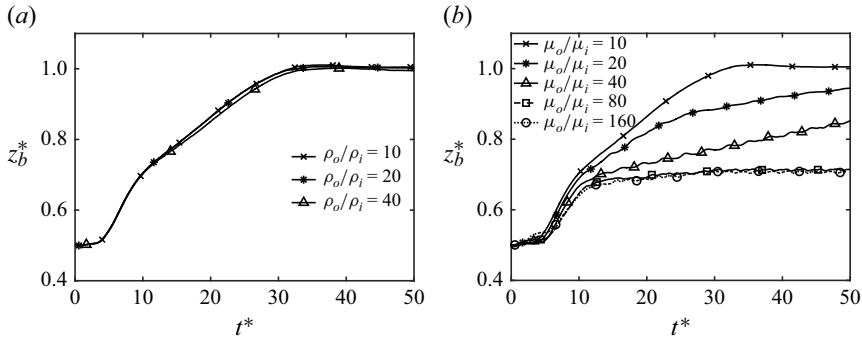 (a)
(b)
1.0
0.8
z_b^*
0.6
0.4
0 10 20 30 40 50
t^*
ρ_o/ρ_i = 10
ρ_o/ρ_i = 20
ρ_o/ρ_i = 40
1.0
0.8
z_b^*
0.6
0.4
0 10 20 30 40 50
t^*
μ_o/μ_i = 10
μ_o/μ_i = 20
μ_o/μ_i = 40
μ_o/μ_i = 80
μ_o/μ_i = 160